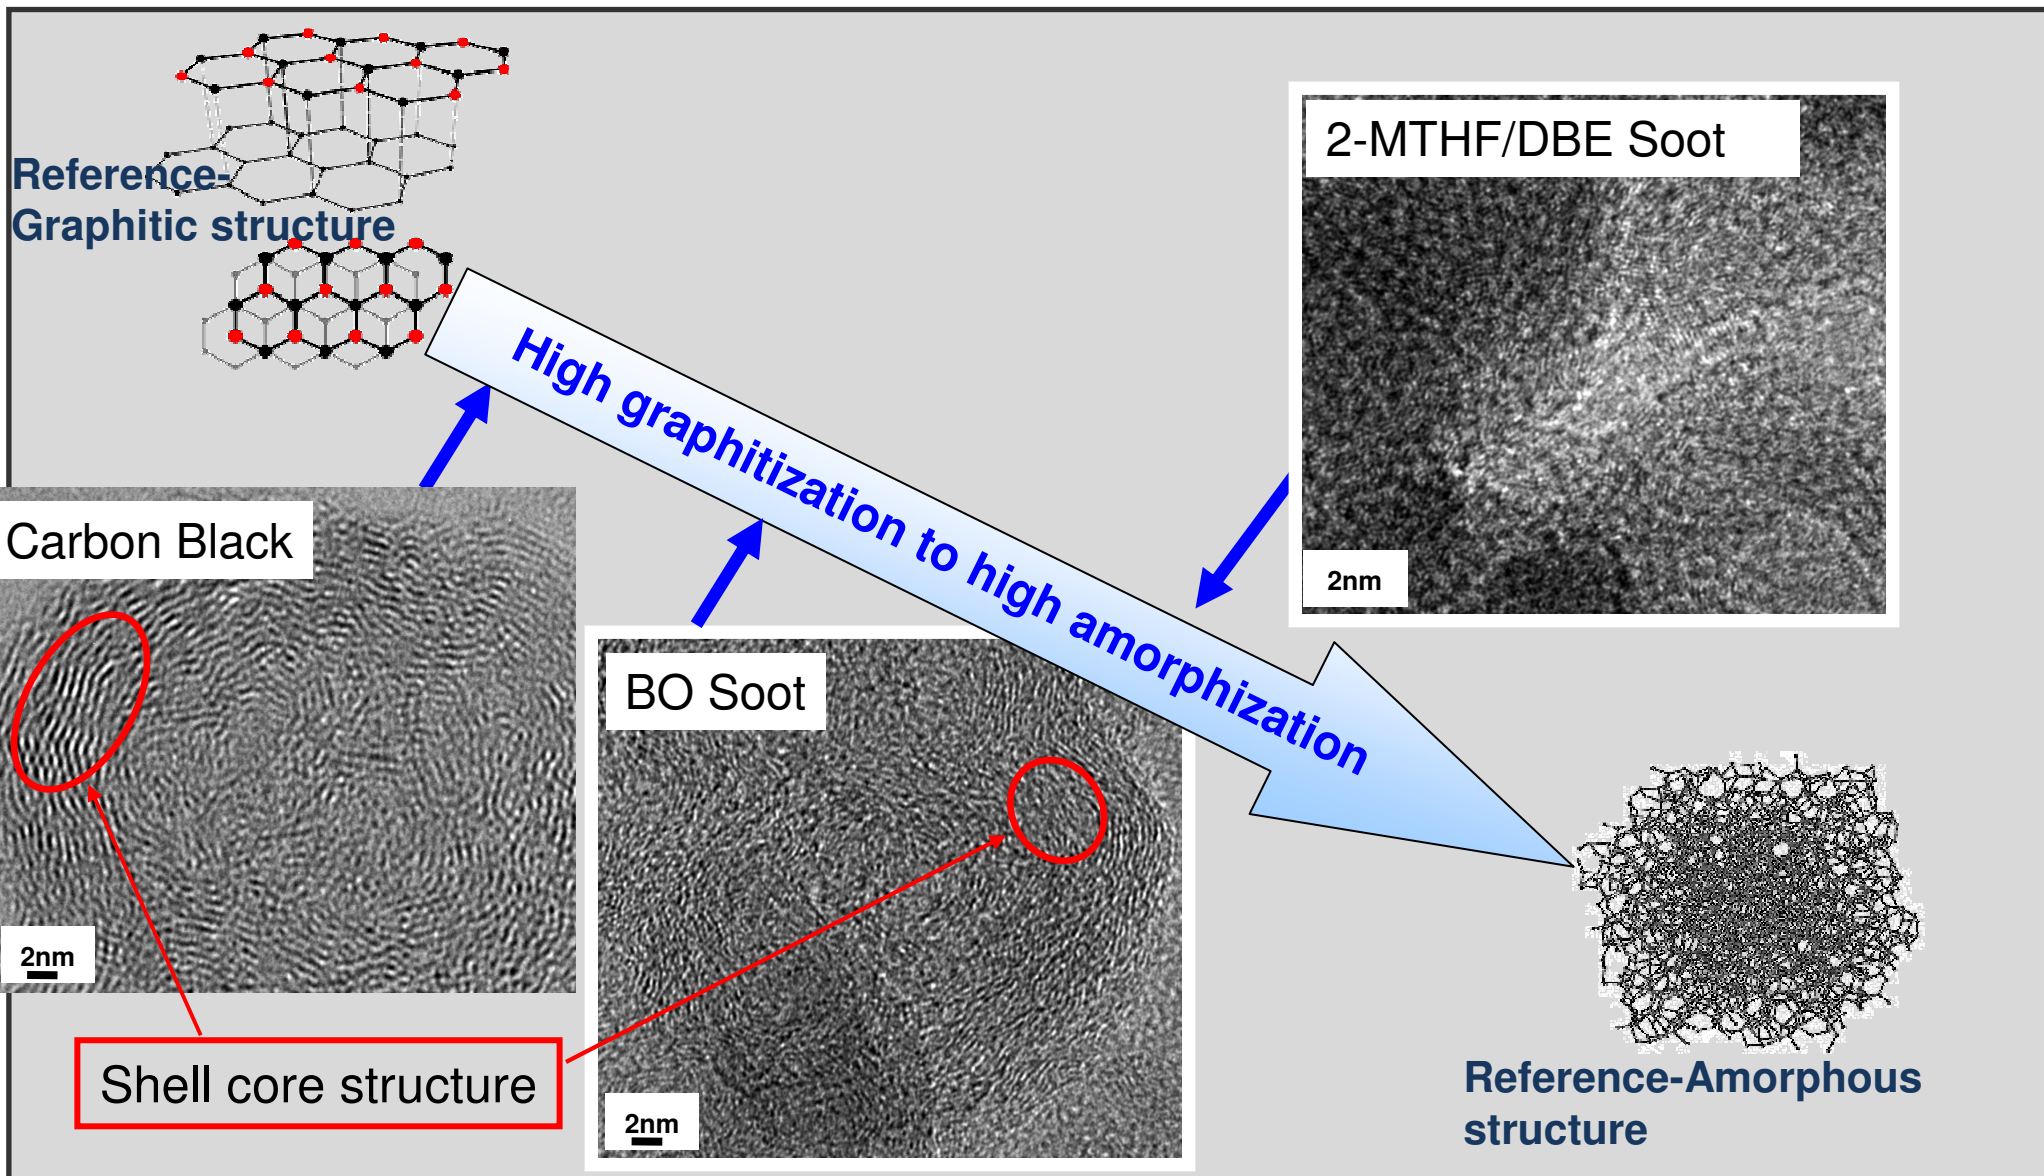 2-MTHF/DBE Soot
Reference-
Graphitic structure
High graphitization to high amorphization
Carbon Black
2nm
BO Soot
2nm
2nm
Shell core structure
Reference-Amorphous
structure